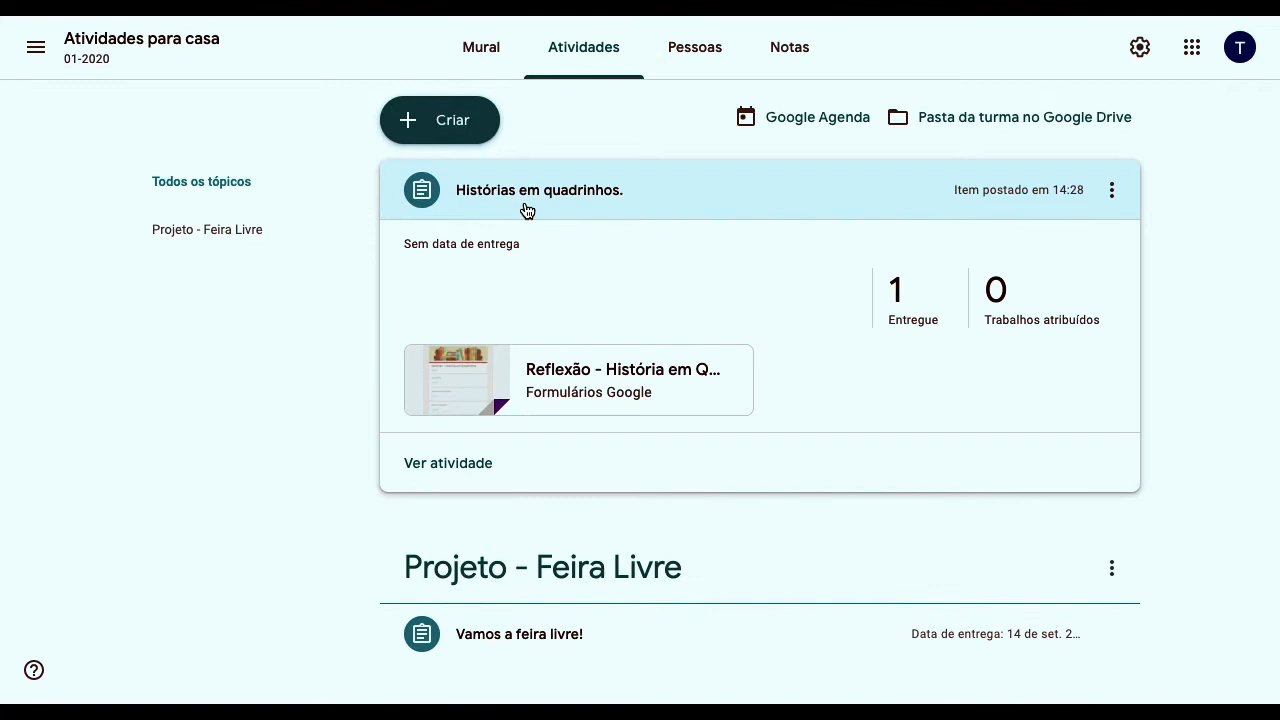 Atividades para casa
01-2020
Mural
Atividades
Pessoas
Notas
T
Criar
Google Agenda
Pasta da turma no Google Drive
Todos os tópicos
Projeto - Feira Livre
Histórias em quadrinhos.
Item postado em 14:28
Sem data de entrega
1
Entregue
0
Trabalhos atribuídos
Reflexão - História em Q...
Formulários Google
Ver atividade
Projeto - Feira Livre
Vamos a feira livre!
Data de entrega: 14 de set. 2...